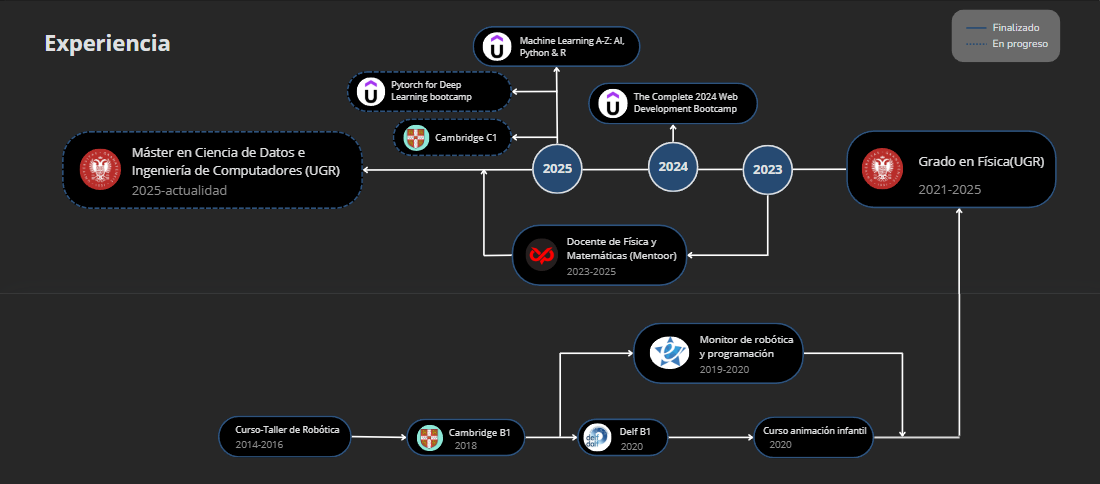 Experiencia
Finalizado
En progreso
Machine Learning A-Z: AI,
Python & R
Pytorch for Deep
Learning bootcamp
The Complete 2024 Web
Development Bootcamp
Cambridge C1
Máster en Ciencia de Datos e
Ingeniería de Computadores (UGR)
2025-actualidad
2025
2024
2023
Grado en Física(UGR)
2021-2025
Docente de Física y
Matemáticas (Mentoor)
2023-2025
Monitor de robótica
y programación
2019-2020
Curso-Taller de Robótica
2014-2016
Cambridge B1
2018
delf
dalf
Delf B1
2020
Curso animación infantil
2020